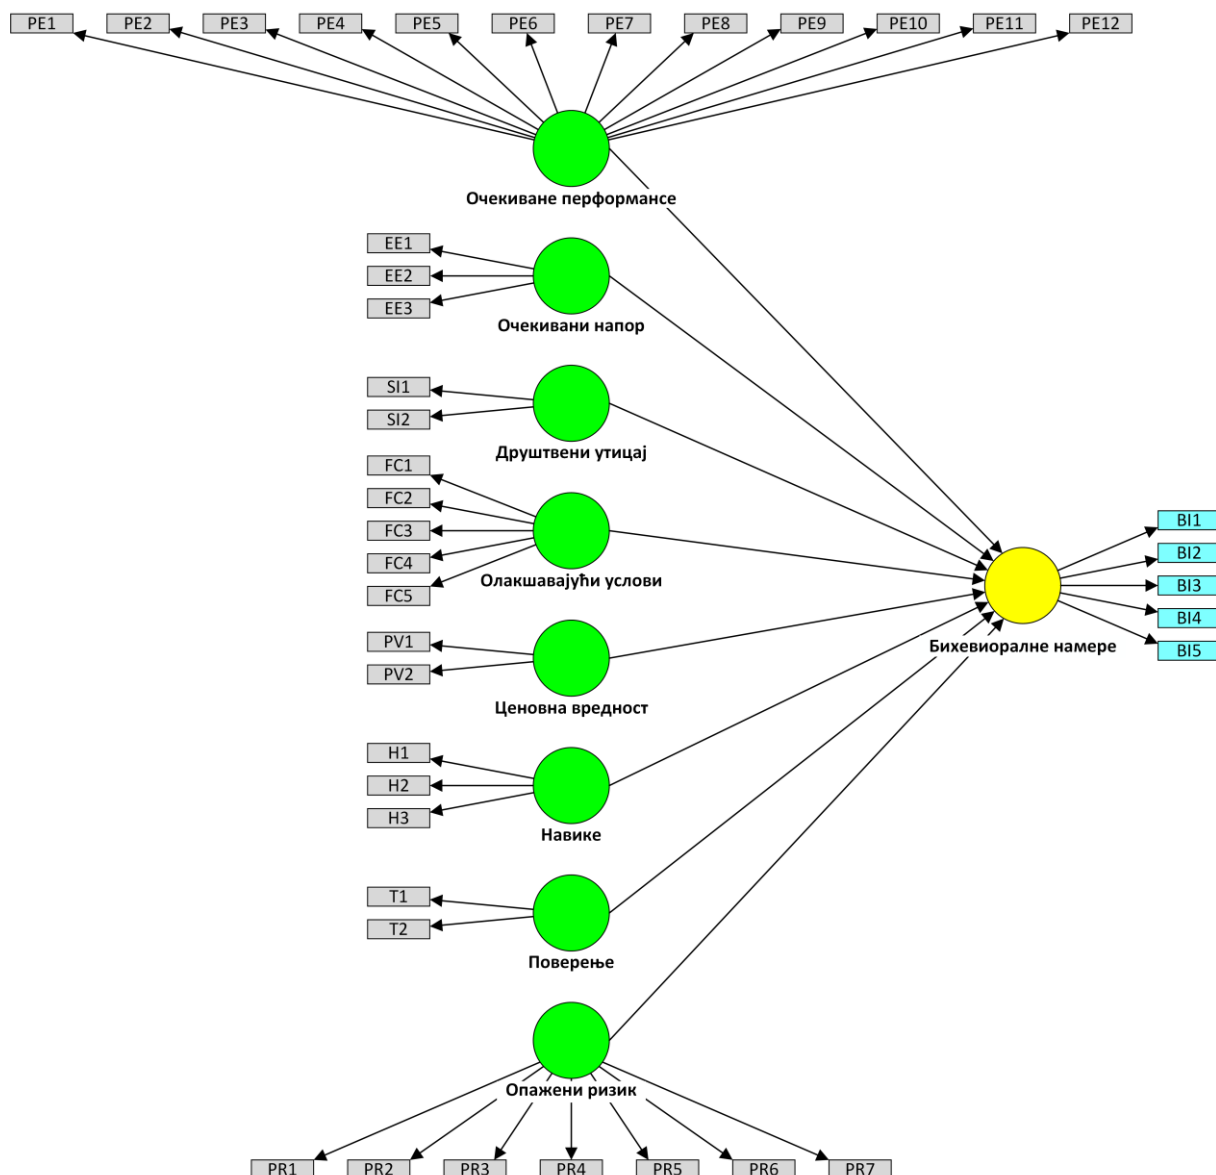 PE1 PE2 PE3 PE4 PE5 PE6 PE7 PE8 PE9 PE10 PE11 PE12
Очекиване перформансе
EE1
EE2
EE3
Очекивани напор
SI1
SI2
Друштвени утицај
FC1
FC2
FC3
FC4
FC5
Олакшавајући услови
PV1
PV2
Ценовна вредност
H1
H2
H3
Навике
T1
T2
Поверење
Опажени ризик
PR1 PR2 PR3 PR4 PR5 PR6 PR7
BI1
BI2
BI3
BI4
BI5
Бихевиоралне намере